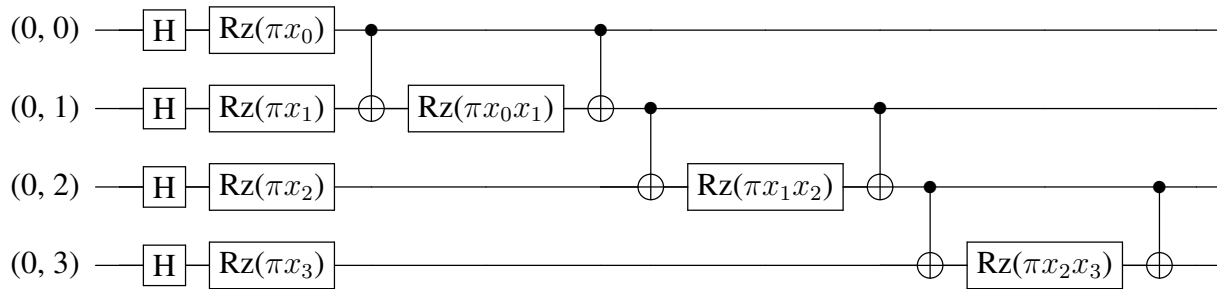 (0, 0) H Rz(πx₀)
(0, 1) H Rz(πx₁) Rz(πx₀x₁)
(0, 2) H Rz(πx₂) Rz(πx₁x₂)
(0, 3) H Rz(πx₃) Rz(πx₂x₃)